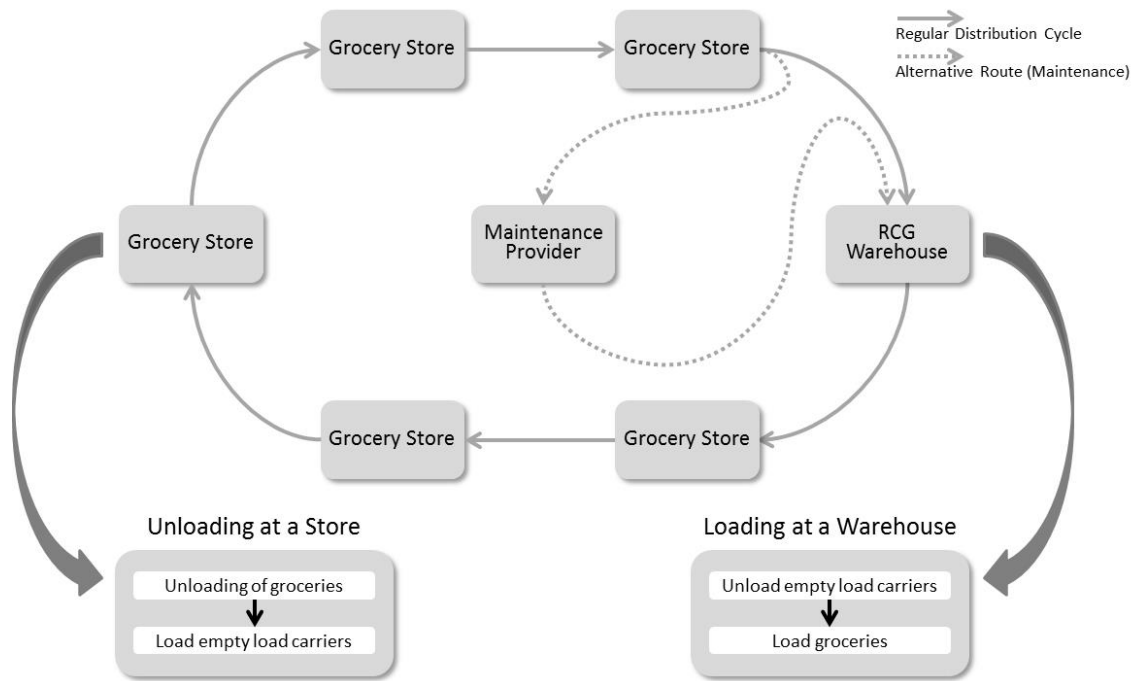 Grocery Store
Grocery Store
Regular Distribution Cycle
Alternative Route (Maintenance)
Grocery Store
Maintenance
Provider
RCG
Warehouse
Grocery Store
Grocery Store
Unloading at a Store
Unloading of groceries
Load empty load carriers
Loading at a Warehouse
Unload empty load carriers
Load groceries